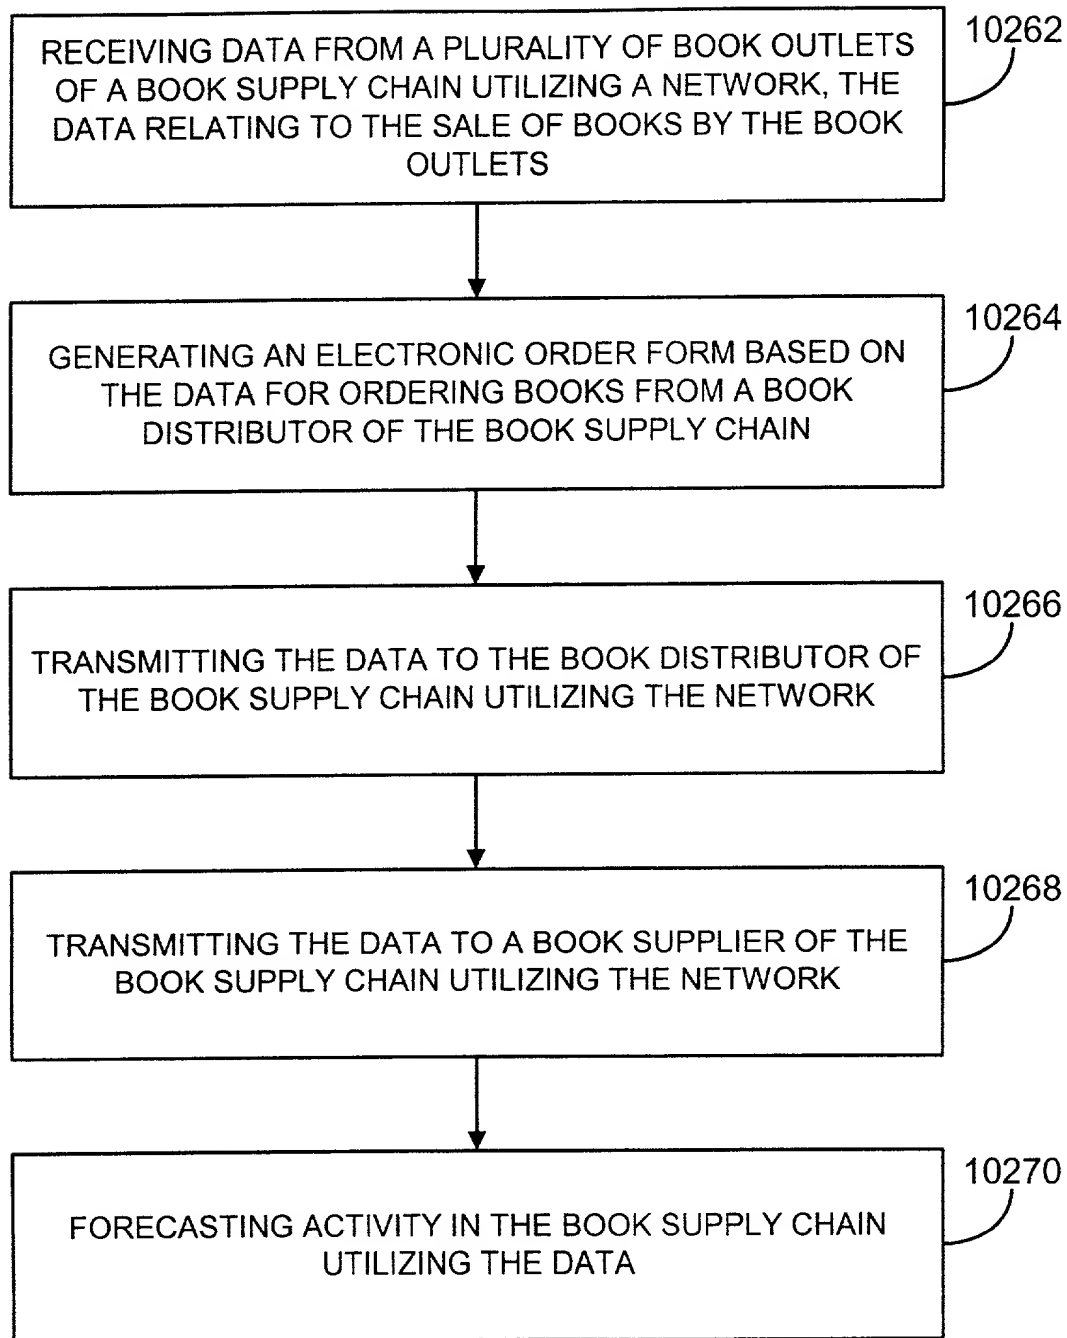 RECEIVING DATA FROM A PLURALITY OF BOOK OUTLETS
OF A BOOK SUPPLY CHAIN UTILIZING A NETWORK, THE
DATA RELATING TO THE SALE OF BOOKS BY THE BOOK
OUTLETS
10262
GENERATING AN ELECTRONIC ORDER FORM BASED ON
THE DATA FOR ORDERING BOOKS FROM A BOOK
DISTRIBUTOR OF THE BOOK SUPPLY CHAIN
10264
TRANSMITTING THE DATA TO THE BOOK DISTRIBUTOR OF
THE BOOK SUPPLY CHAIN UTILIZING THE NETWORK
10266
TRANSMITTING THE DATA TO A BOOK SUPPLIER OF THE
BOOK SUPPLY CHAIN UTILIZING THE NETWORK
10268
FORECASTING ACTIVITY IN THE BOOK SUPPLY CHAIN
UTILIZING THE DATA
10270